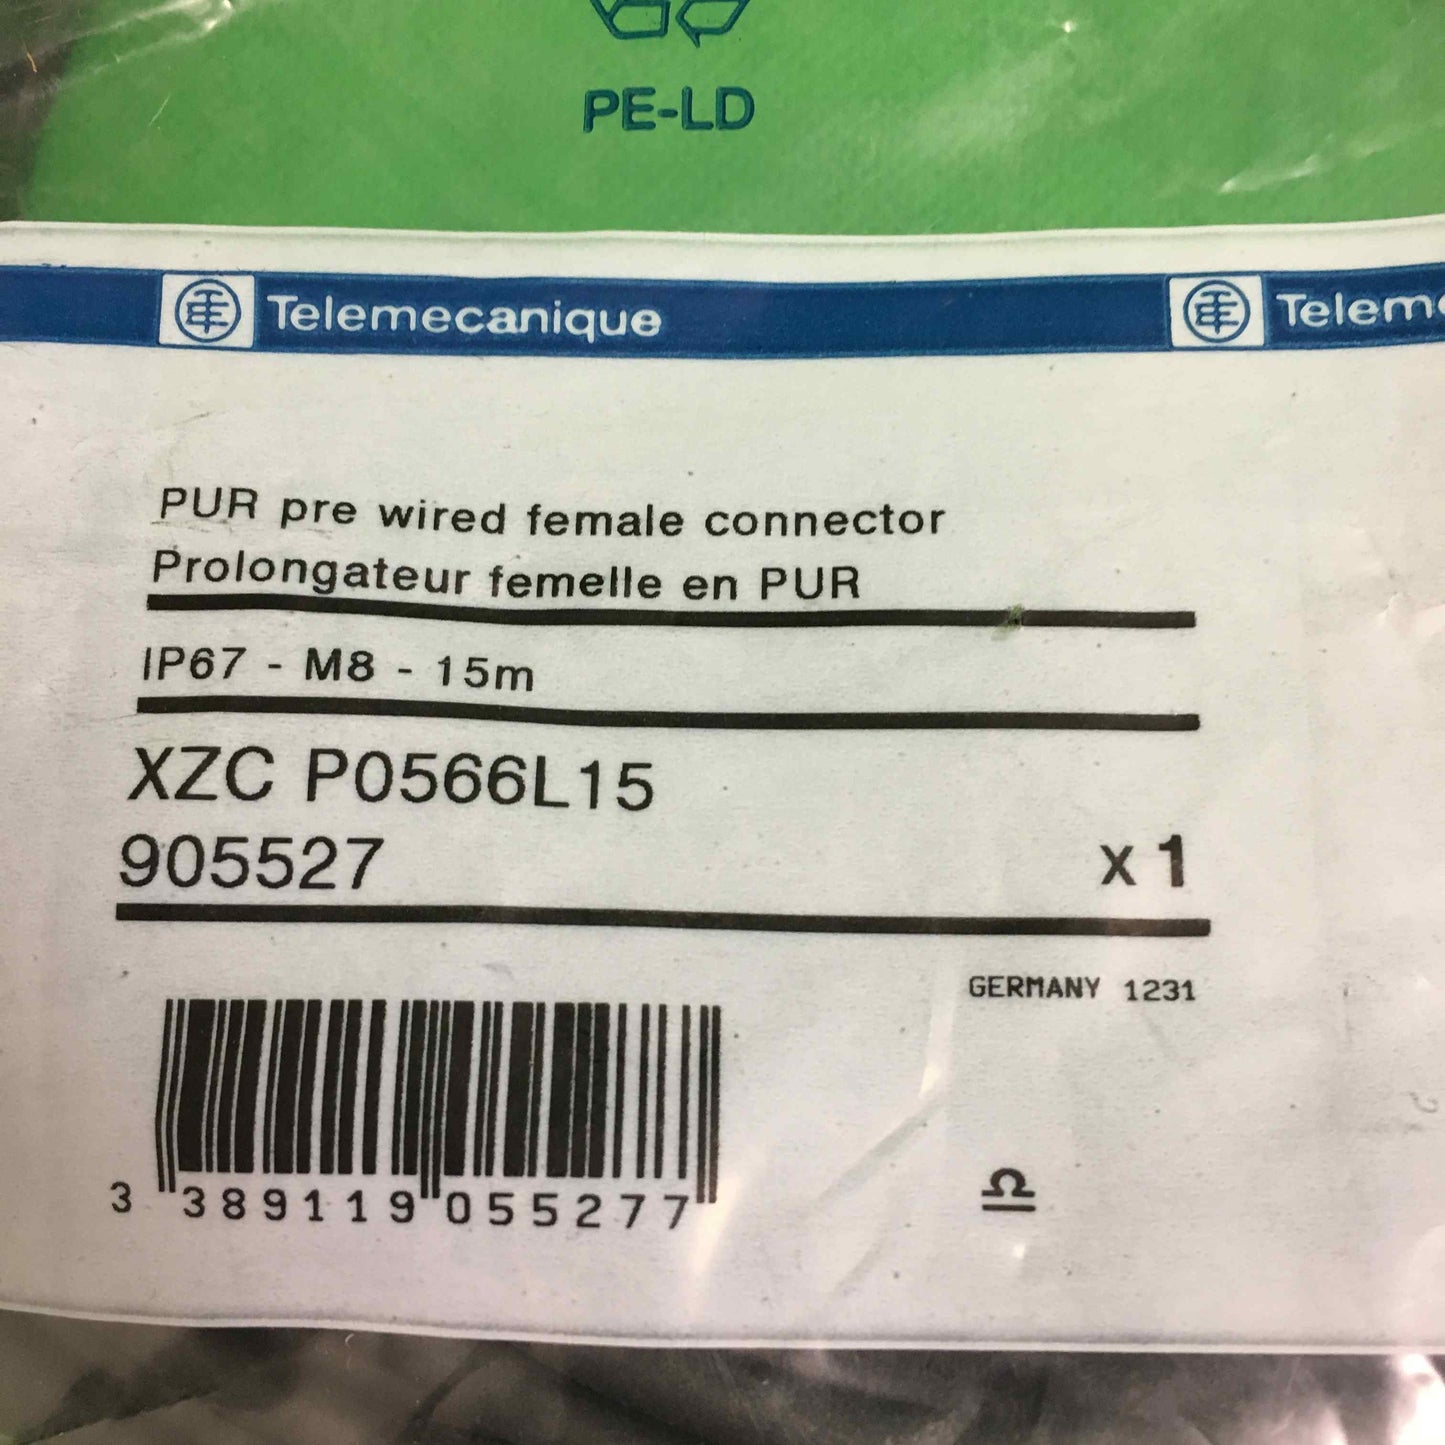 PE-LD
Telemecanique Telem
PUR pre wired female connector
Prolongateur femelle en PUR
IP67 - M8 - 15m
XZC P0566L15
905527 x 1
GERMANY 1231
3 389119 055277